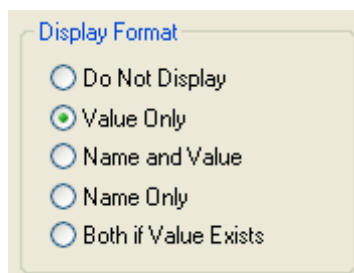 Display Format
Do Not Display
Value Only
Name and Value
Name Only
Both if Value Exists